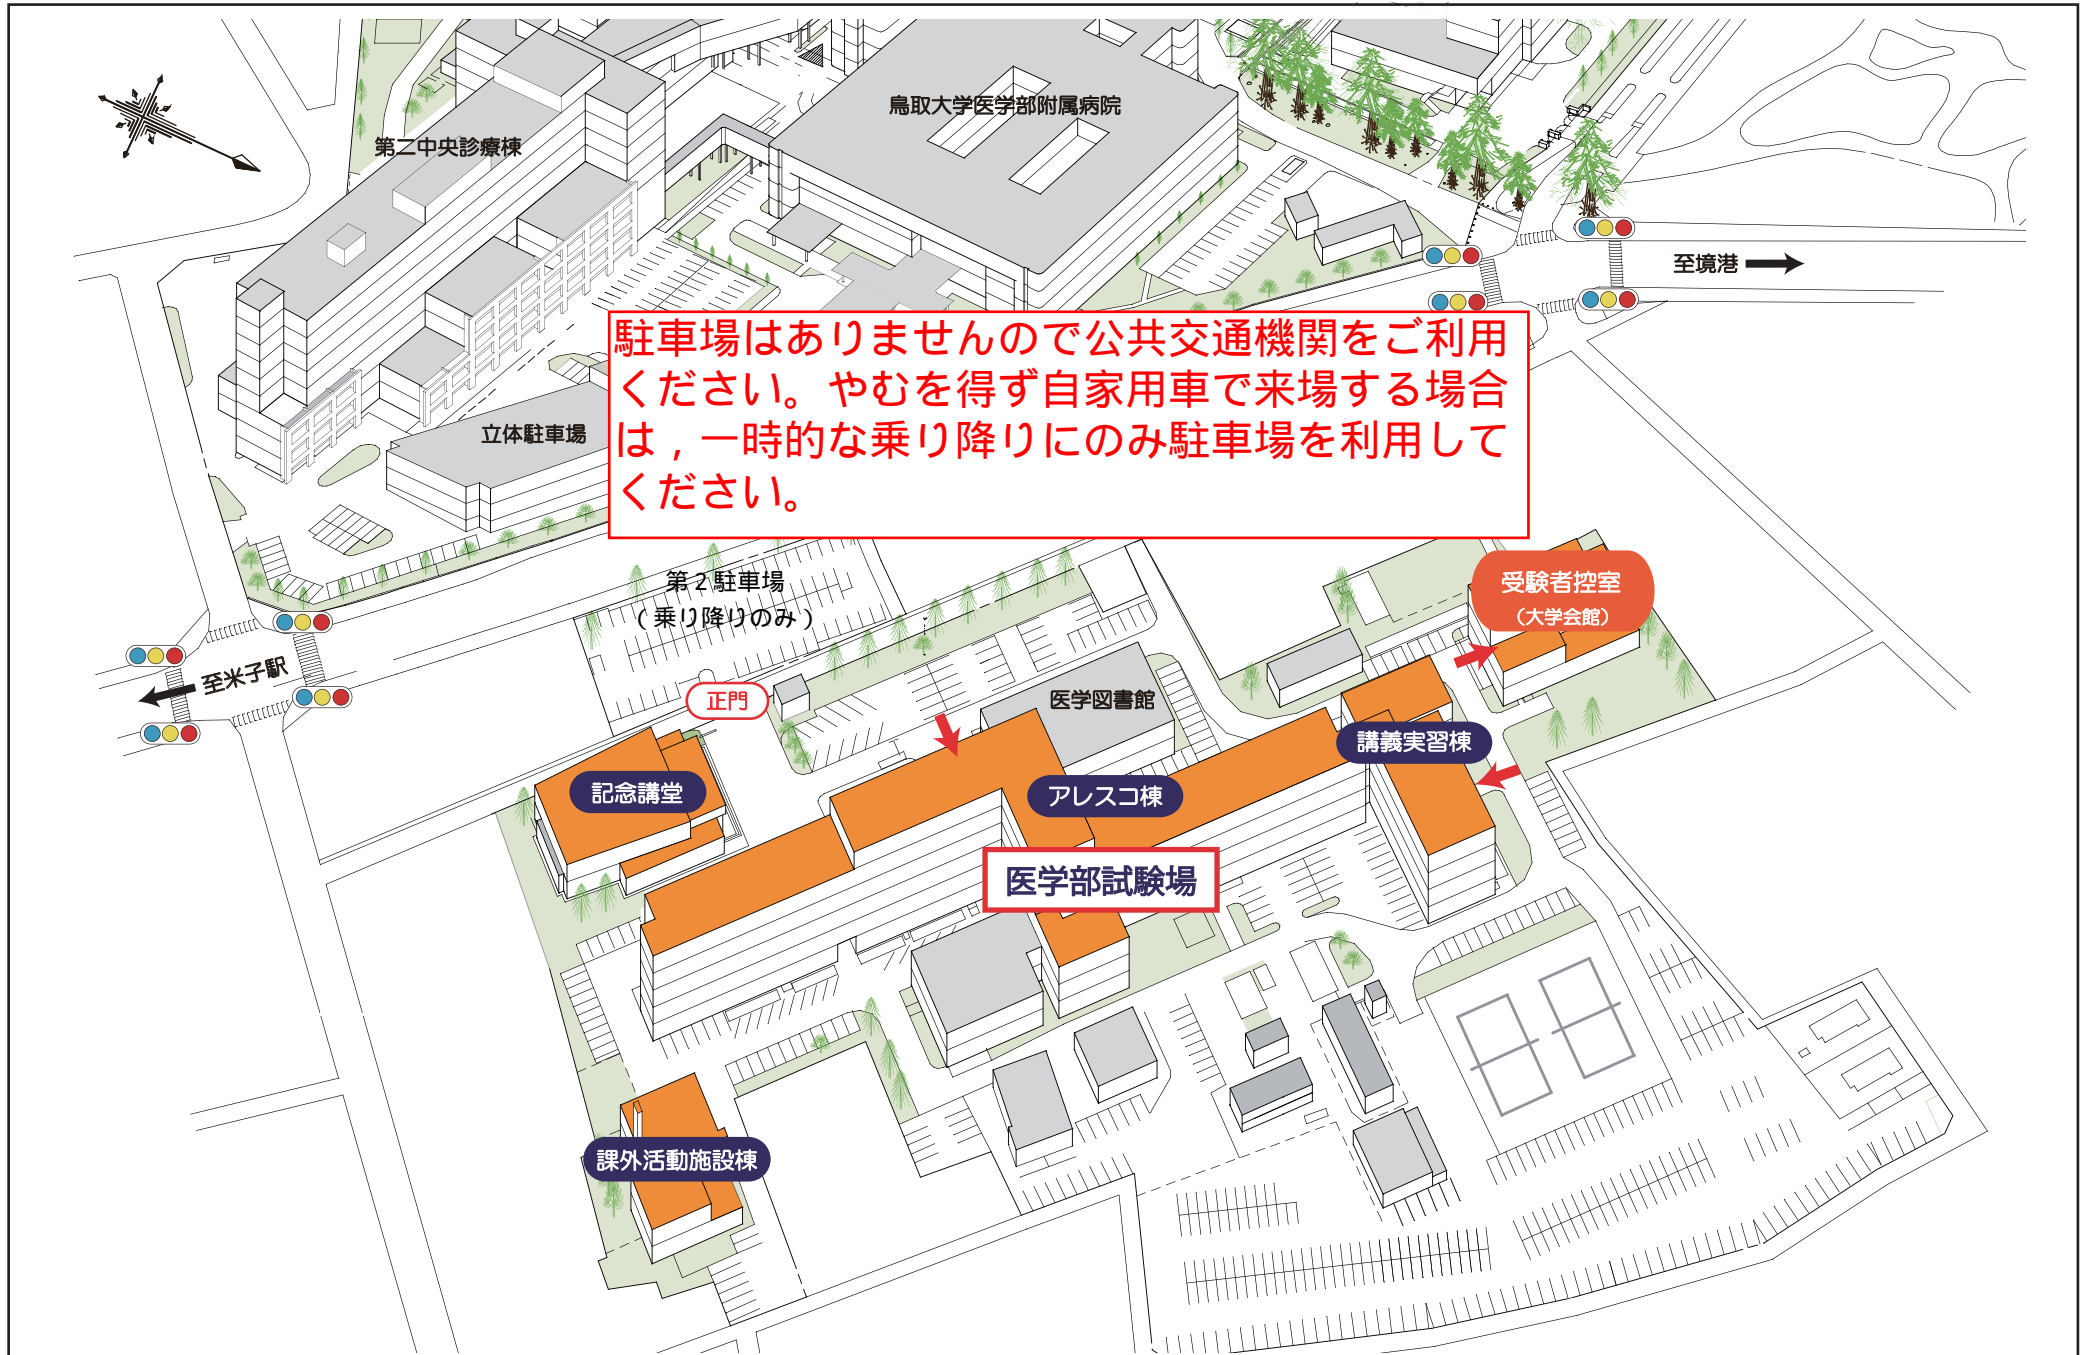 鳥取大学医学部附属病院
第二中央診療棟
至境港
駐車場はありませんので公共交通機関をご利用
ください。やむを得ず自家用車で来場する場合
は，一時的な乗り降りにのみ駐車場を利用して
ください。
立体駐車場
第２駐車場
（乗り降りのみ）
受験者控室
（大学会館）
至米子駅
正門
医学図書館
講義実習棟
記念講堂
アレスコ棟
医学部試験場
課外活動施設棟